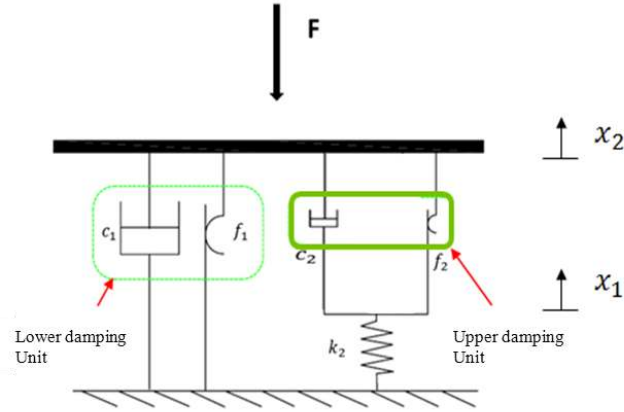 F
x₂
c₁
f₁
c₂
f₂
x₁
Lower damping
Unit
k₂
Upper damping
Unit